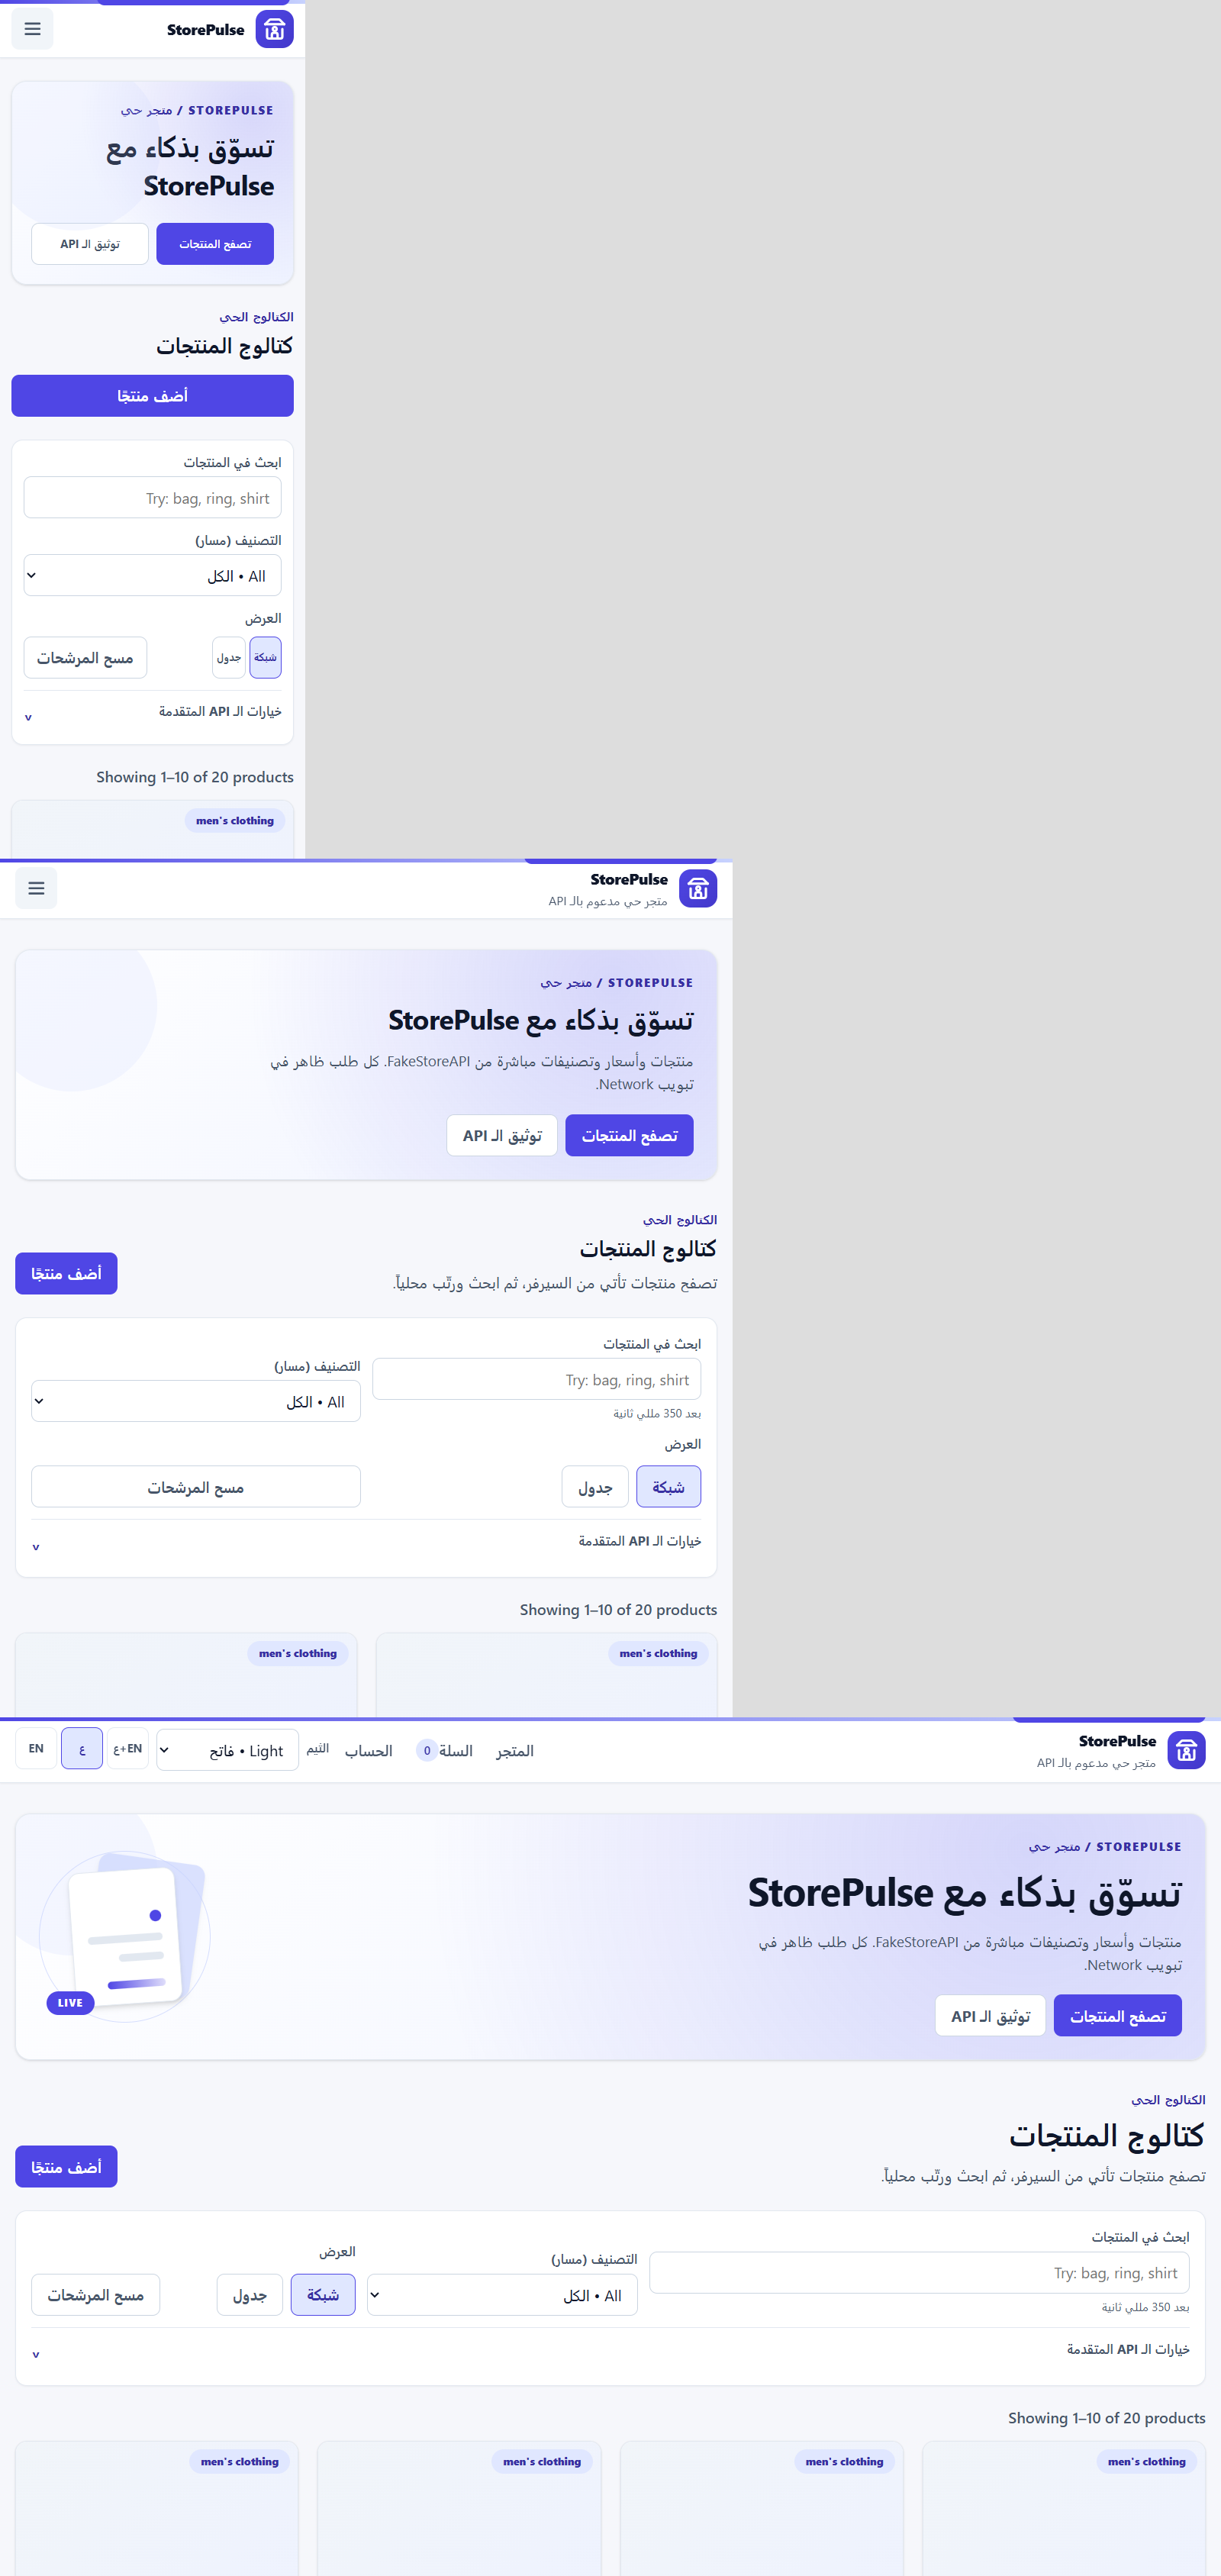 StorePulse
STOREPULSE / متجر حي
تسوّق بذكاء مع
StorePulse
تصفح المنتجات
توثيق الـ API
الكتالوج الحي
كتالوج المنتجات
أضف منتجًا
ابحث في المنتجات
Try: bag, ring, shirt
التصنيف (مسار)
All • الكل
العرض
شبكة
جدول
مسح المرشحات
خيارات الـ API المتقدمة
Showing 1–10 of 20 products
men's clothing
StorePulse
متجر حي مدعوم بالـ API
STOREPULSE / متجر حي
تسوّق بذكاء مع StorePulse
منتجات وأسعار وتصنيفات مباشرة من FakeStoreAPI. كل طلب ظاهر في
تبويب Network.
تصفح المنتجات
توثيق الـ API
الكتالوج الحي
كتالوج المنتجات
تصفح منتجات تأتي من السيرفر، ثم ابحث ورتّب محلياً.
أضف منتجًا
ابحث في المنتجات
Try: bag, ring, shirt
بعد 350 مللي ثانية
التصنيف (مسار)
All • الكل
العرض
شبكة
جدول
مسح المرشحات
خيارات الـ API المتقدمة
Showing 1–10 of 20 products
men's clothing
men's clothing
StorePulse
متجر حي مدعوم بالـ API
المتجر
السلة 0
الحساب
الثيم
Light • فاتح
ع+EN
ع
EN
STOREPULSE / متجر حي
تسوّق بذكاء مع StorePulse
منتجات وأسعار وتصنيفات مباشرة من FakeStoreAPI. كل طلب ظاهر في
تبويب Network.
تصفح المنتجات
توثيق الـ API
LIVE
الكتالوج الحي
كتالوج المنتجات
تصفح منتجات تأتي من السيرفر، ثم ابحث ورتّب محلياً.
أضف منتجًا
ابحث في المنتجات
Try: bag, ring, shirt
بعد 350 مللي ثانية
التصنيف (مسار)
All • الكل
العرض
شبكة
جدول
مسح المرشحات
خيارات الـ API المتقدمة
Showing 1–10 of 20 products
men's clothing
men's clothing
men's clothing
men's clothing